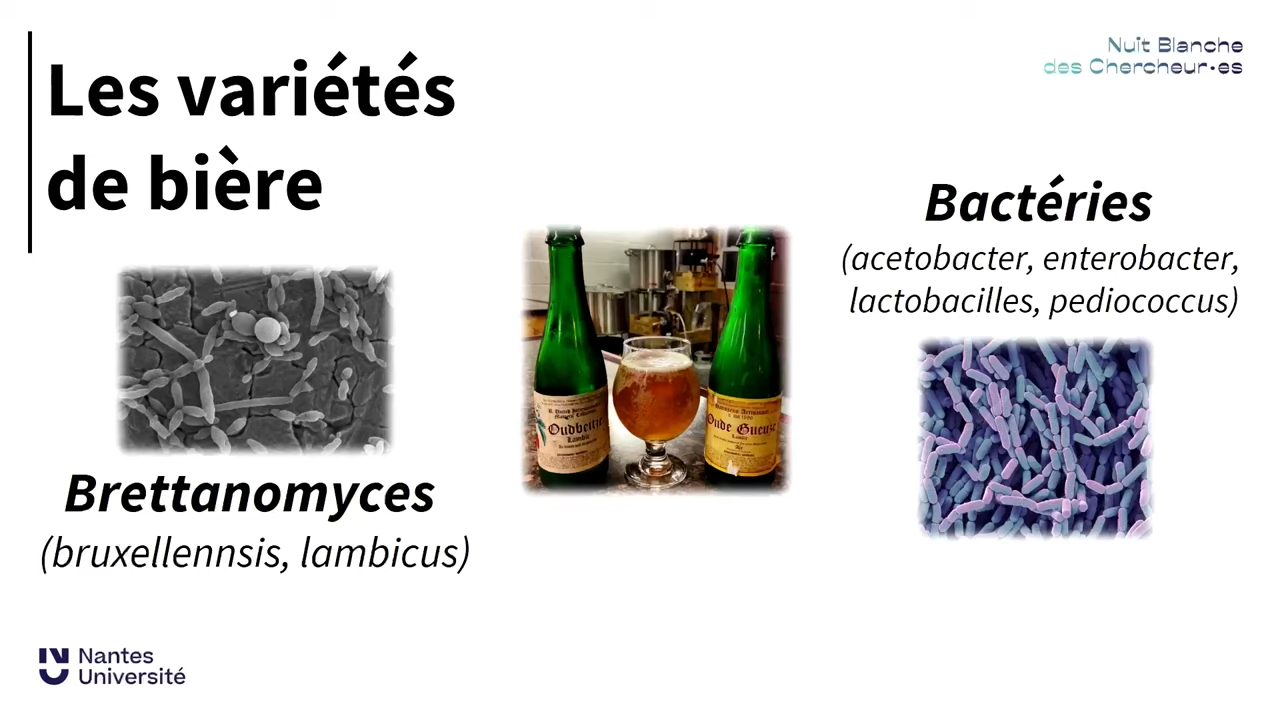 Les variétés
de bière
Nuit Blanche
des Chercheur·es
Bactéries
(acetobacter, enterobacter,
lactobacilles, pediococcus)
Oudbeitje
Lambic
Oude Gueuze
Brettanomyces
(bruxellennsis, lambicus)
Nantes
Université